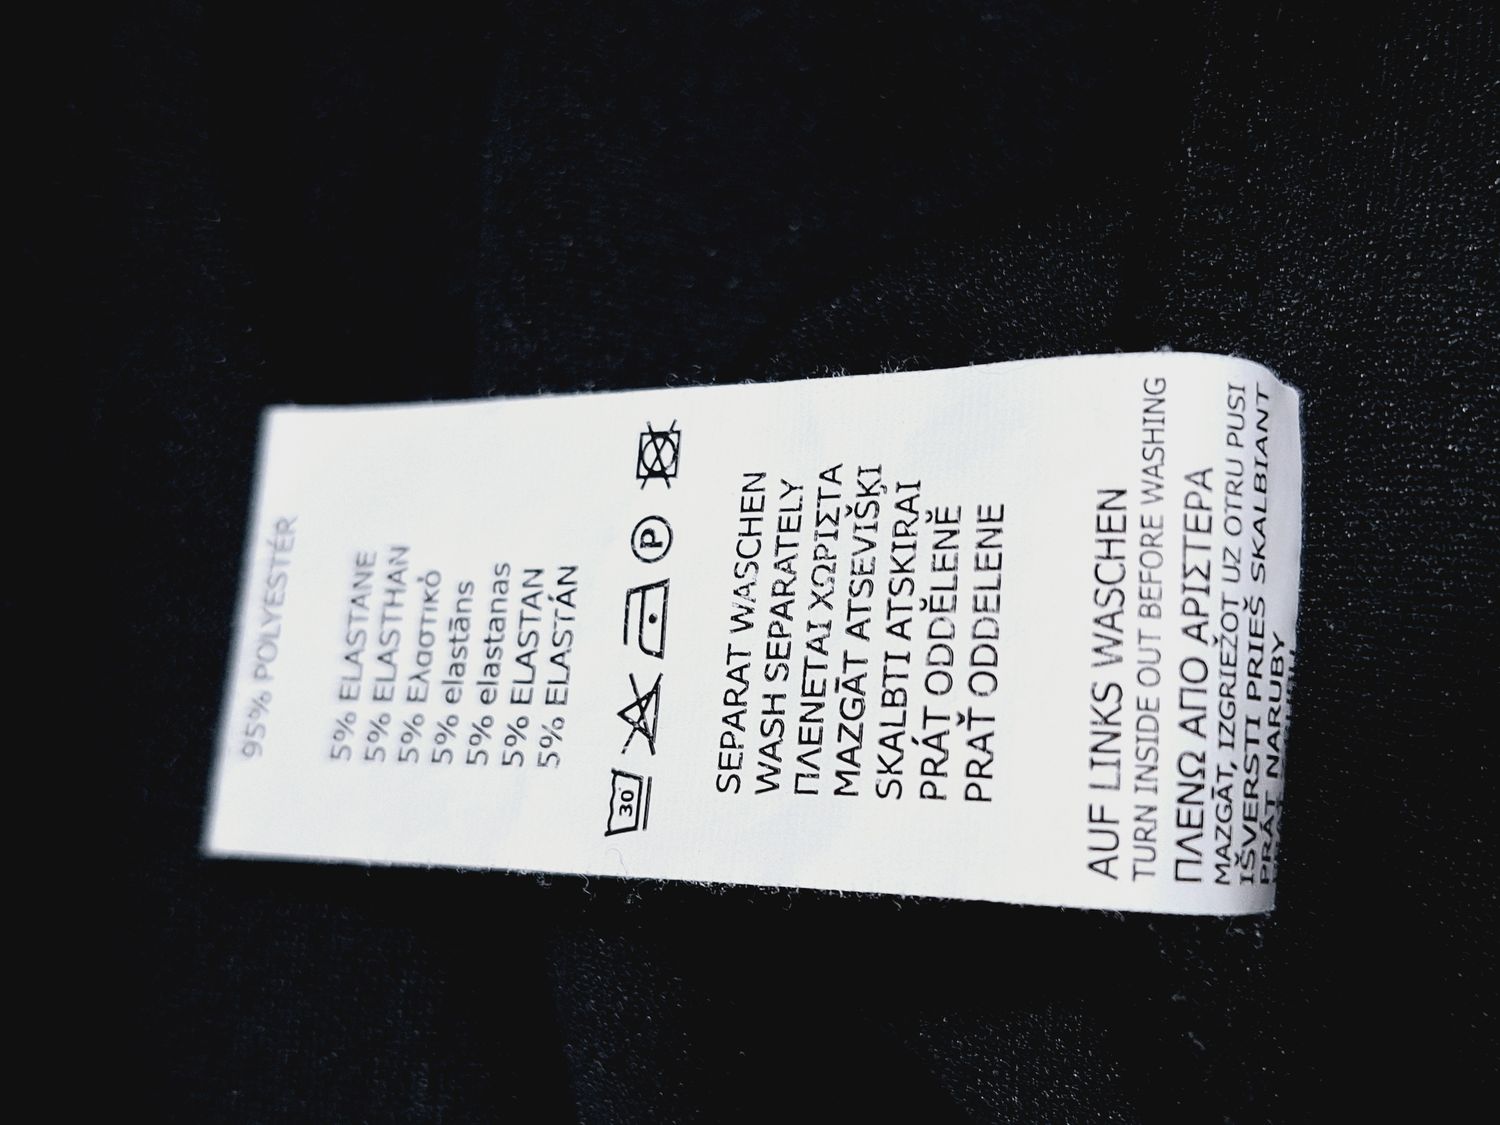 95% POLYESTÉR
5% ELASTANE
5% ELASTHAN
5% Ελαστικό
5% elastāns
5% elastanas
5% ELASTAN
5% ELASTÁN
30 P
SEPARAT WASCHEN
WASH SEPARATELY
ΠΛΕΝΕΤΑΙ ΧΩΡΙΣΤΑ
MAZGĀT ATSEVIŠĶI
SKALBTI ATSKIRAI
PRÁT ODDĚLENĚ
PRAŤ ODDELENE
AUF LINKS WASCHEN
TURN INSIDE OUT BEFORE WASHING
ΠΛΕΝΩ ΑΠΟ ΑΡΙΣΤΕΡΑ
MAZGĀT, IZGRIEŽOT UZ OTRU PUSI
IŠVERSTI PRIEŠ SKALBIANT
PRÁT NARUBY